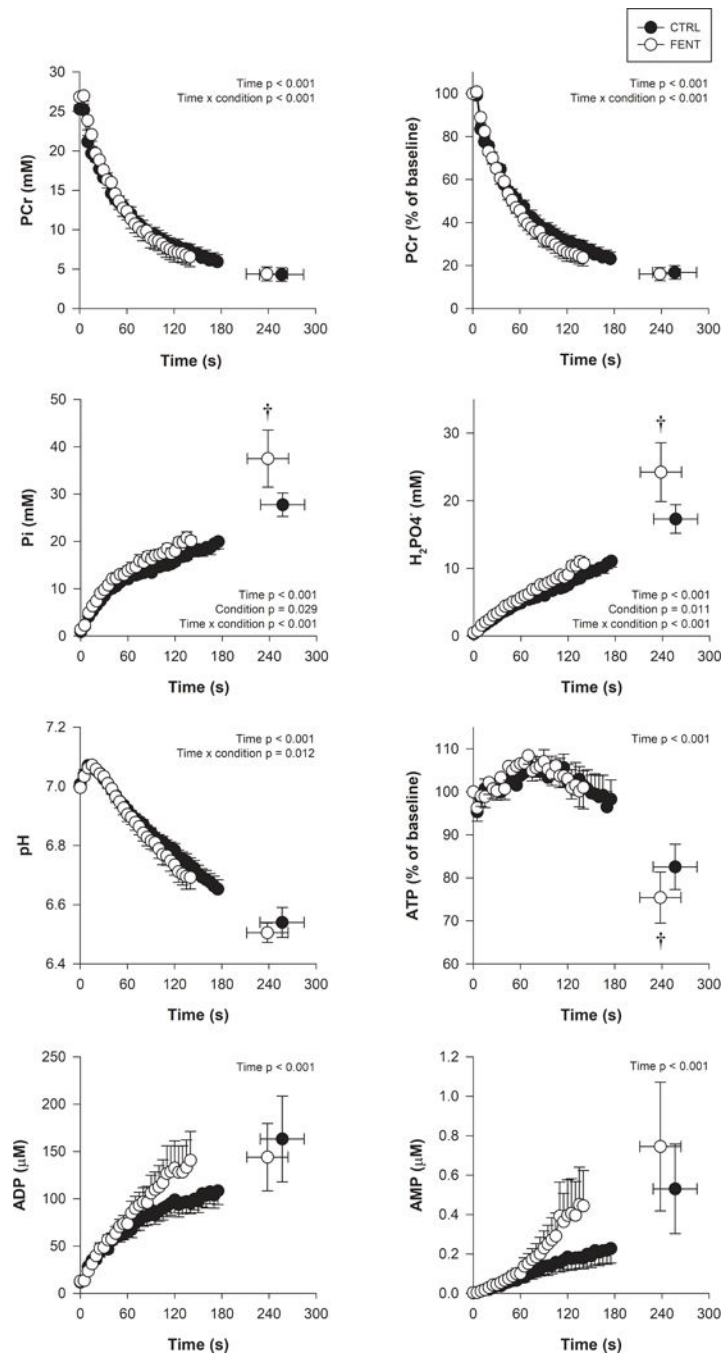 CTRL
FENT
Time p < 0.001
Time x condition p < 0.001
30
25
20
15
10
5
0
PCr (mM)
0 60 120 180 240 300
Time (s)
Time p < 0.001
Time x condition p < 0.001
100
80
60
40
20
0
PCr (% of baseline)
0 60 120 180 240 300
Time (s)
†
50
40
30
20
10
0
Pi (mM)
Time p < 0.001
Condition p = 0.029
Time x condition p < 0.001
0 60 120 180 240 300
Time (s)
†
30
20
10
0
H₂PO4⁻ (mM)
Time p < 0.001
Condition p = 0.011
Time x condition p < 0.001
0 60 120 180 240 300
Time (s)
Time p < 0.001
Time x condition p = 0.012
7.2
7.0
6.8
6.6
6.4
pH
0 60 120 180 240 300
Time (s)
Time p < 0.001
110
100
90
80
70
60
ATP (% of baseline)
†
0 60 120 180 240 300
Time (s)
Time p < 0.001
250
200
150
100
50
0
ADP (µM)
0 60 120 180 240 300
Time (s)
Time p < 0.001
1.2
1.0
0.8
0.6
0.4
0.2
0.0
AMP (µM)
0 60 120 180 240 300
Time (s)